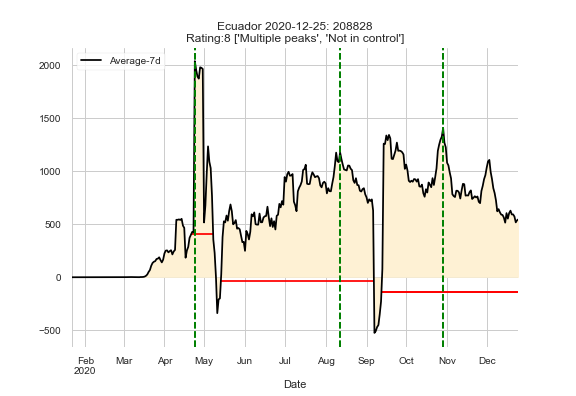 Ecuador 2020-12-25: 208828
Rating:8 ['Multiple peaks', 'Not in control']
Average-7d
2000
1500
1000
500
0
−500
Feb Mar Apr May Jun Jul Aug Sep Oct Nov Dec
2020
Date